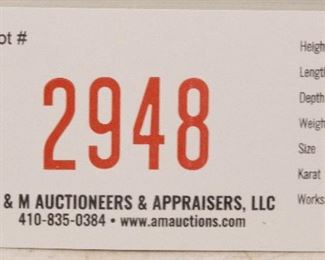 ot #
2948
& M AUCTIONEERS & APPRAISERS, LLC
410-835-0384 • www.amauctions.com
Heigh
Length
Depth
Weigh
Size
Karat
Works